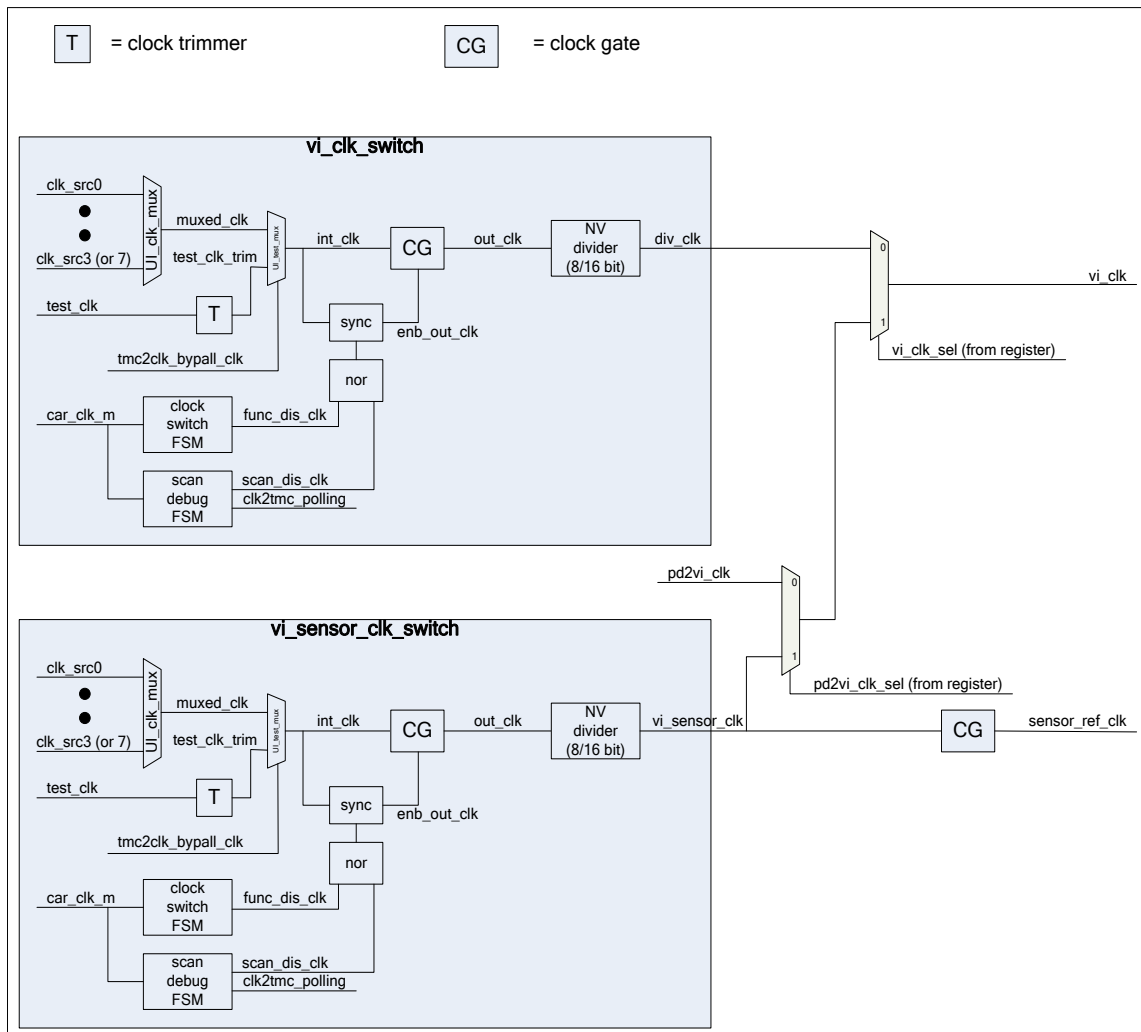 T = clock trimmer
CG = clock gate
vi_clk_switch
clk_src0
UI_clk_mux
muxed_clk
UI_test_mux
int_clk
CG
out_clk
NV
divider
(8/16 bit)
div_clk
0
vi_clk
test_clk_trim
clk_src3 (or 7)
test_clk
T
sync
enb_out_clk
1
vi_clk_sel (from register)
tmc2clk_bypall_clk
nor
car_clk_m
clock
switch
FSM
func_dis_clk
scan
debug
FSM
scan_dis_clk
clk2tmc_polling
pd2vi_clk
0
1
pd2vi_clk_sel (from register)
vi_sensor_clk_switch
clk_src0
UI_clk_mux
muxed_clk
UI_test_mux
int_clk
CG
out_clk
NV
divider
(8/16 bit)
vi_sensor_clk
CG
sensor_ref_clk
test_clk_trim
clk_src3 (or 7)
test_clk
T
sync
enb_out_clk
tmc2clk_bypall_clk
nor
car_clk_m
clock
switch
FSM
func_dis_clk
scan
debug
FSM
scan_dis_clk
clk2tmc_polling